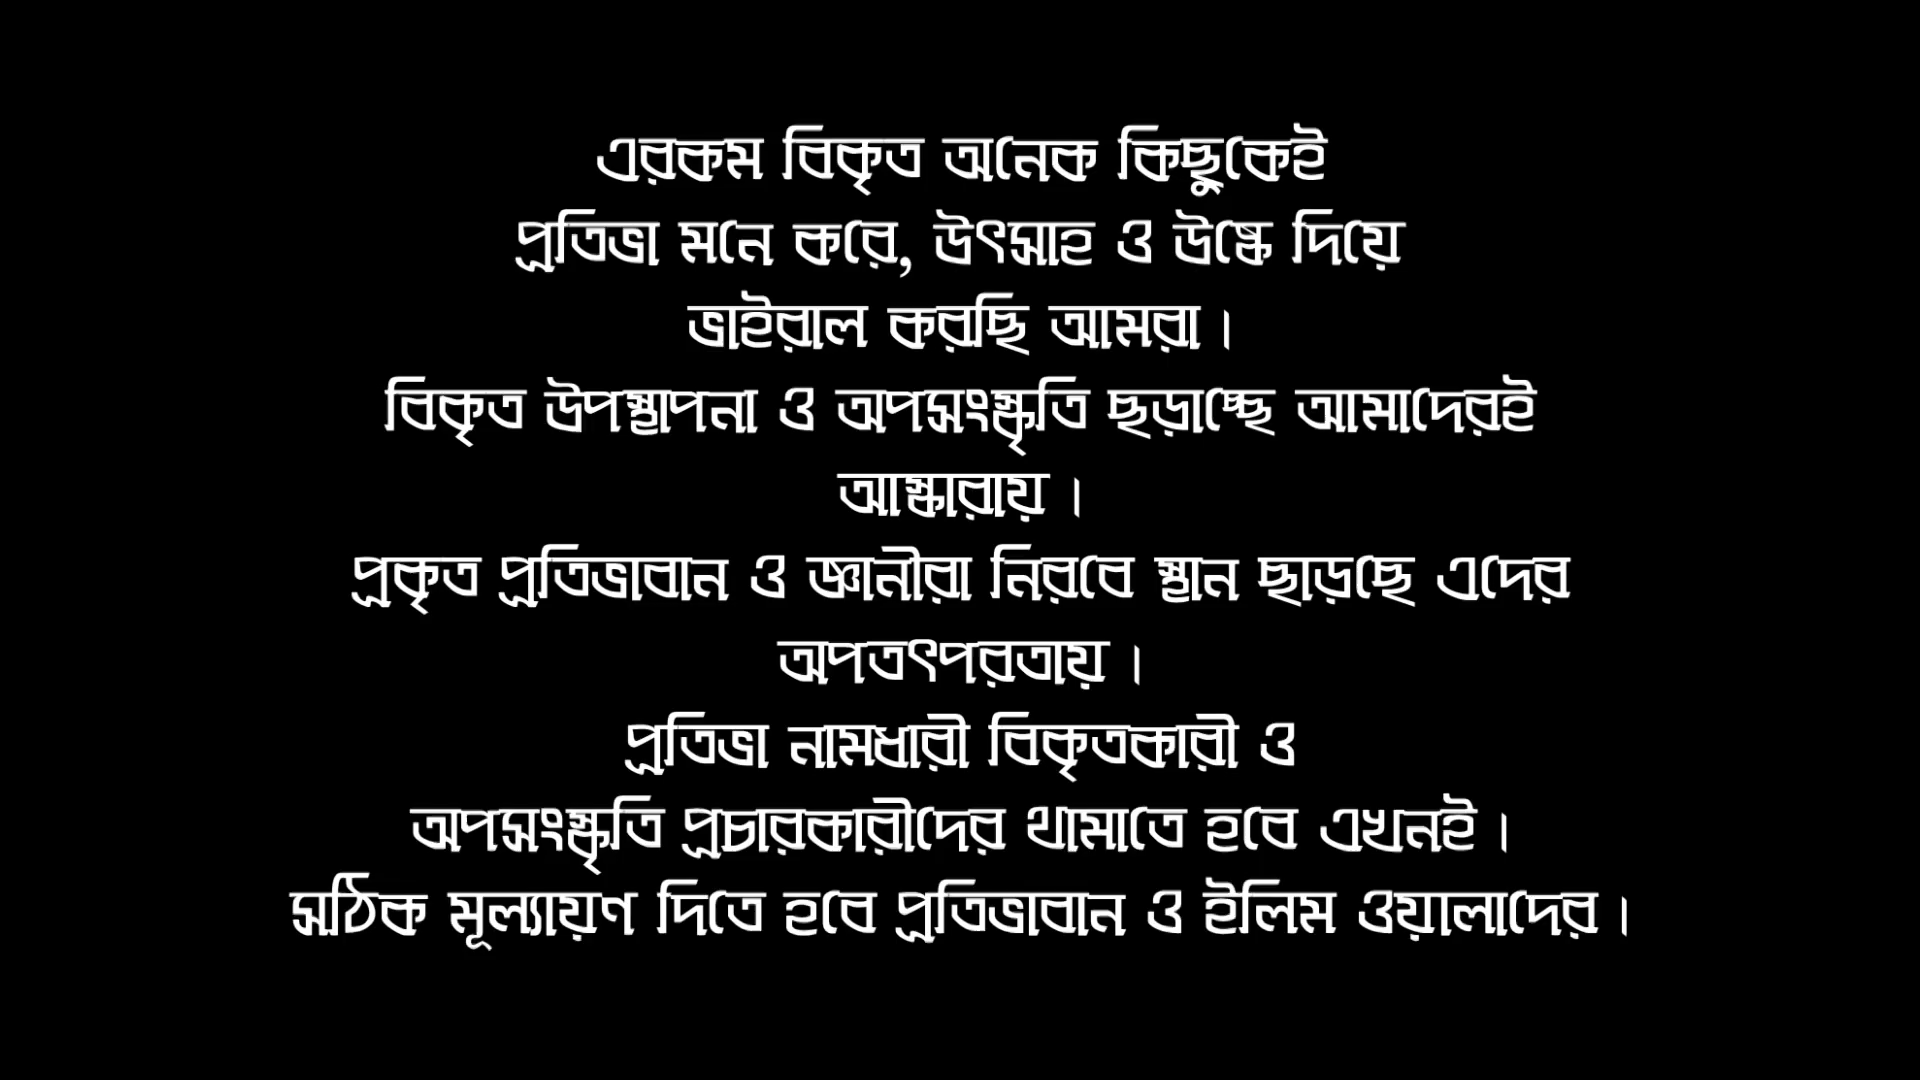 এরকম বিকৃত অনেক কিছুকেই
প্রতিভা মনে করে, উৎসাহ ও উষ্কে দিয়ে
ভাইরাল করছি আমরা।
বিকৃত উপস্থাপনা ও অপসংস্কৃতি ছড়াচ্ছে আমাদেরই
আস্কারায়।
প্রকৃত প্রতিভাবান ও জ্ঞানীরা নিরবে স্থান ছাড়ছে এদের
অপতৎপরতায়।
প্রতিভা নামধারী বিকৃতকারী ও
অপসংস্কৃতি প্রচারকারীদের থামাতে হবে এখনই।
সঠিক মূল্যায়ণ দিতে হবে প্রতিভাবান ও ইলিম ওয়ালাদের।